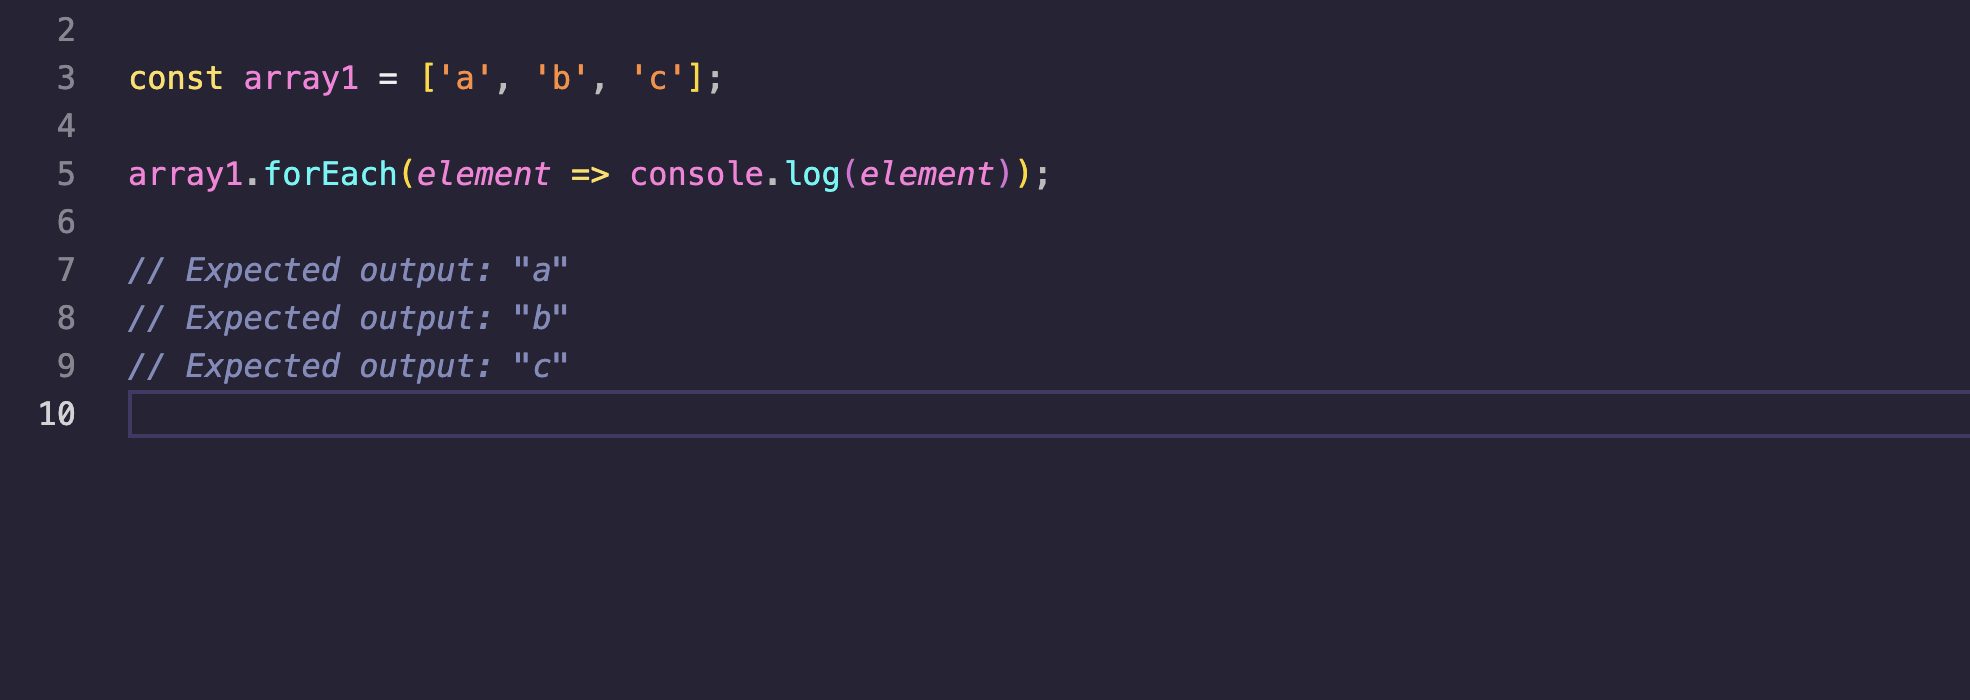 2
3 const array1 = ['a', 'b', 'c'];
4
5 array1.forEach(element => console.log(element));
6
7 // Expected output: "a"
8 // Expected output: "b"
9 // Expected output: "c"
10